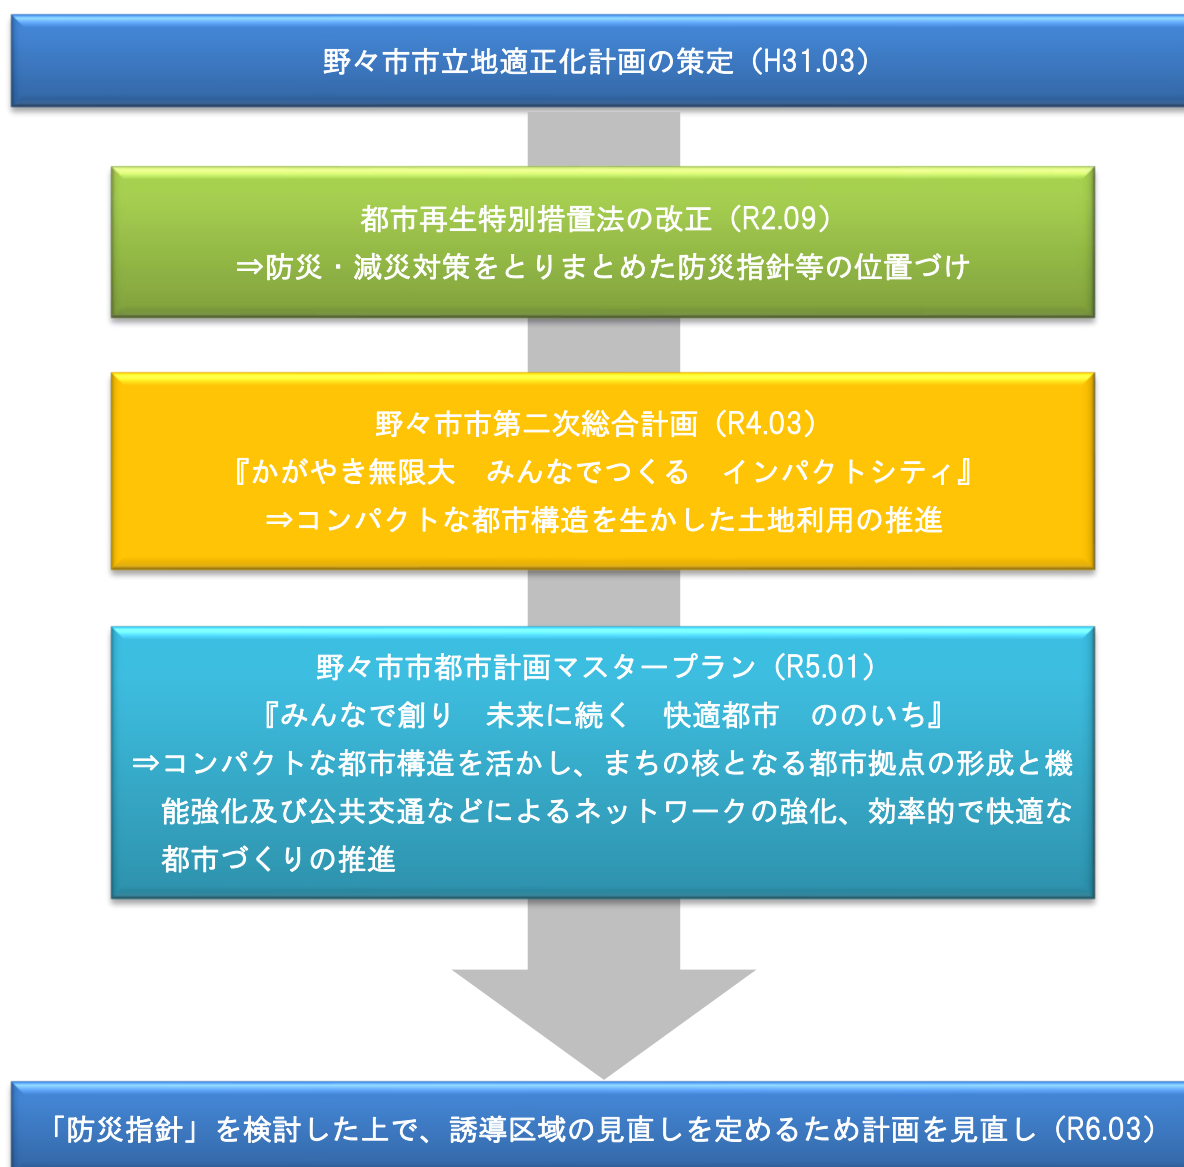 野々市市立地適正化計画の策定（H31.03）
都市再生特別措置法の改正（R2.09）
⇒防災・減災対策をとりまとめた防災指針等の位置づけ
野々市市第二次総合計画（R4.03）
『かがやき無限大　みんなでつくる　インパクトシティ』
⇒コンパクトな都市構造を生かした土地利用の推進
野々市市都市計画マスタープラン（R5.01）
『みんなで創り　未来に続く　快適都市　ののいち』
⇒コンパクトな都市構造を活かし、まちの核となる都市拠点の形成と機
能強化及び公共交通などによるネットワークの強化、効率的で快適な
都市づくりの推進
「防災指針」を検討した上で、誘導区域の見直しを定めるため計画を見直し（R6.03）